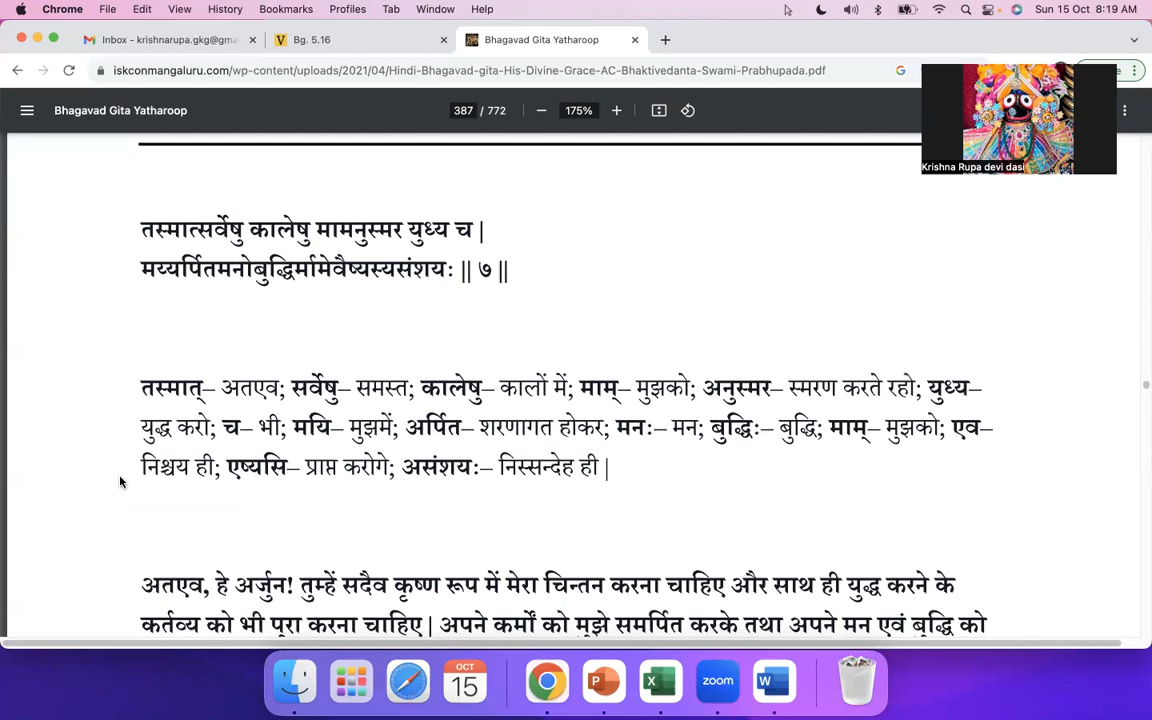 Chrome File Edit View History Bookmarks Profiles Tab Window Help Sun 15 Oct 8:19 AM
Inbox - krishnarupa.gkg@gma Bg. 5.16 Bhagavad Gita Yatharoop
iskconmangaluru.com/wp-content/uploads/2021/04/Hindi-Bhagavad-gita-His-Divine-Grace-AC-Bhaktivedanta-Swami-Prabhupada.pdf
Bhagavad Gita Yatharoop 387 / 772 175%
Krishna Rupa devi dasi
तस्मात्सर्वेषु कालेषु मामनुस्मर युध्य च |
मय्यर्पितमनोबुद्धिर्मामेवैष्यस्यसंशयः || ७ ||
तस्मात्– अतएव; सर्वेषु– समस्त; कालेषु– कालों में; माम्– मुझको; अनुस्मर– स्मरण करते रहो; युध्य–
युद्ध करो; च– भी; मयि– मुझमें; अर्पित– शरणागत होकर; मनः– मन; बुद्धिः– बुद्धि; माम्– मुझको; एव–
निश्चय ही; एष्यसि– प्राप्त करोगे; असंशयः– निस्सन्देह ही |
अतएव, हे अर्जुन! तुम्हें सदैव कृष्ण रूप में मेरा चिन्तन करना चाहिए और साथ ही युद्ध करने के
कर्तव्य को भी पूरा करना चाहिए | अपने कर्मों को मुझे समर्पित करके तथा अपने मन एवं बुद्धि को
OCT
15
zoom